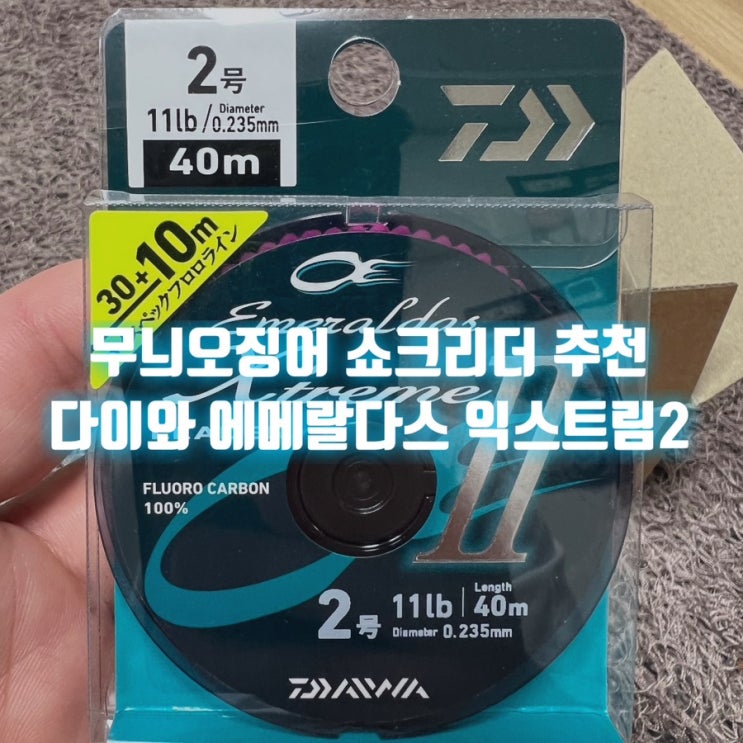 2号
11lb/Diameter 0.235mm
40m
30+10m
ペックフロロライン
Emeraldas
무늬오징어 쇼크리더 추천
Xtreme
다이와 에메랄다스 익스트림2
II
FLUORO CARBON
100%
2号 11lb Length 40m
Diameter 0.235mm
DAIWA